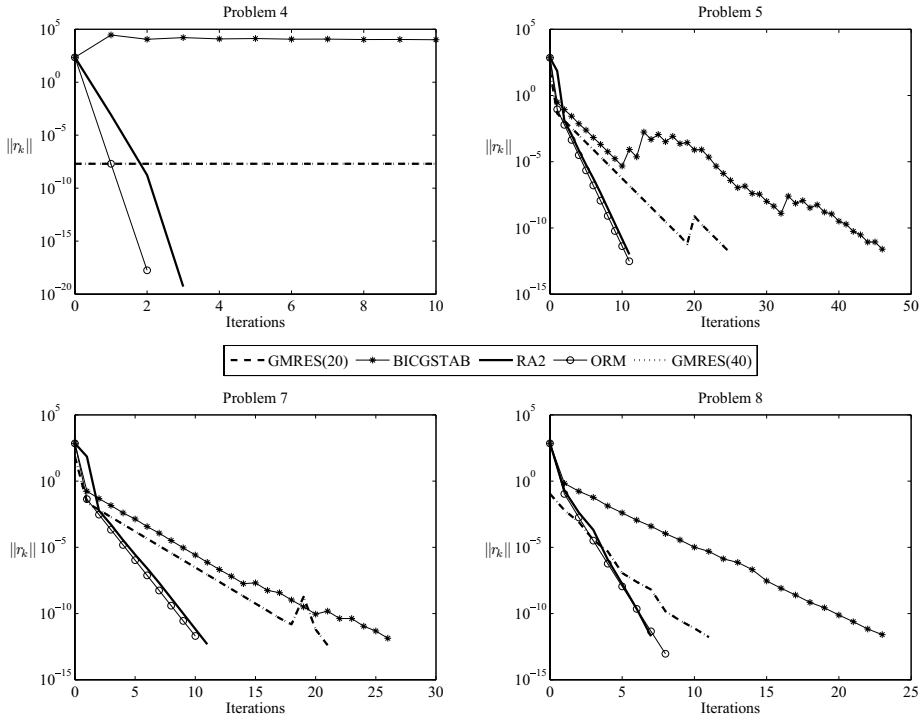 Problem 4
10^5
10^0
10^-5
10^-10
10^-15
10^-20
||r_k||
0 2 4 6 8 10
Iterations
Problem 5
10^5
10^0
10^-5
10^-10
10^-15
||r_k||
0 10 20 30 40 50
Iterations
GMRES(20) BICGSTAB RA2 ORM GMRES(40)
Problem 7
10^5
10^0
10^-5
10^-10
10^-15
||r_k||
0 5 10 15 20 25 30
Iterations
Problem 8
10^5
10^0
10^-5
10^-10
10^-15
||r_k||
0 5 10 15 20 25
Iterations